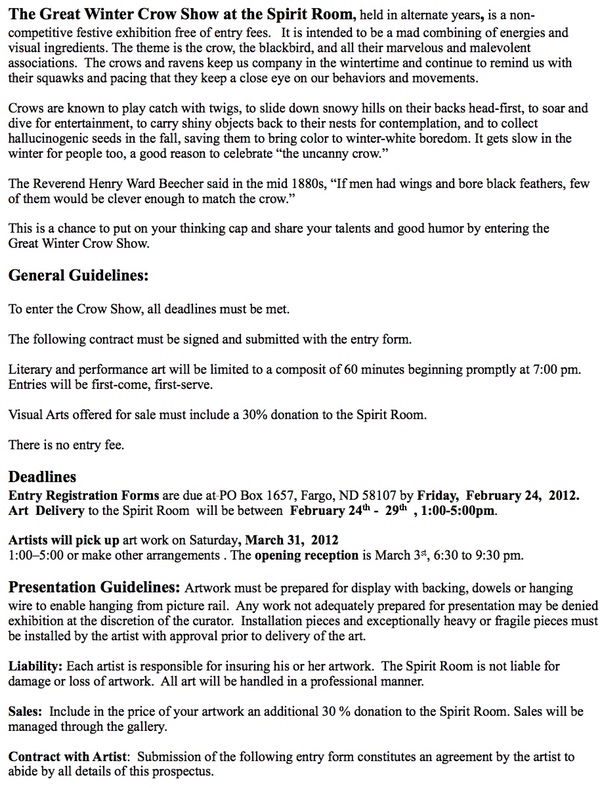 The Great Winter Crow Show at the Spirit Room, held in alternate years, is a non-
competitive festive exhibition free of entry fees. It is intended to be a mad combining of energies and
visual ingredients. The theme is the crow, the blackbird, and all their marvelous and malevolent
associations. The crows and ravens keep us company in the wintertime and continue to remind us with
their squawks and pacing that they keep a close eye on our behaviors and movements.
Crows are known to play catch with twigs, to slide down snowy hills on their backs head-first, to soar and
dive for entertainment, to carry shiny objects back to their nests for contemplation, and to collect
hallucinogenic seeds in the fall, saving them to bring color to winter-white boredom. It gets slow in the
winter for people too, a good reason to celebrate “the uncanny crow.”
The Reverend Henry Ward Beecher said in the mid 1880s, “If men had wings and bore black feathers, few
of them would be clever enough to match the crow.”
This is a chance to put on your thinking cap and share your talents and good humor by entering the
Great Winter Crow Show.
General Guidelines:
To enter the Crow Show, all deadlines must be met.
The following contract must be signed and submitted with the entry form.
Literary and performance art will be limited to a composit of 60 minutes beginning promptly at 7:00 pm.
Entries will be first-come, first-serve.
Visual Arts offered for sale must include a 30% donation to the Spirit Room.
There is no entry fee.
Deadlines
Entry Registration Forms are due at PO Box 1657, Fargo, ND 58107 by Friday, February 24, 2012.
Art Delivery to the Spirit Room will be between February 24th - 29th , 1:00-5:00pm.
Artists will pick up art work on Saturday, March 31, 2012
1:00–5:00 or make other arrangements . The opening reception is March 3st, 6:30 to 9:30 pm.
Presentation Guidelines: Artwork must be prepared for display with backing, dowels or hanging
wire to enable hanging from picture rail. Any work not adequately prepared for presentation may be denied
exhibition at the discretion of the curator. Installation pieces and exceptionally heavy or fragile pieces must
be installed by the artist with approval prior to delivery of the art.
Liability: Each artist is responsible for insuring his or her artwork. The Spirit Room is not liable for
damage or loss of artwork. All art will be handled in a professional manner.
Sales: Include in the price of your artwork an additional 30 % donation to the Spirit Room. Sales will be
managed through the gallery.
Contract with Artist: Submission of the following entry form constitutes an agreement by the artist to
abide by all details of this prospectus.